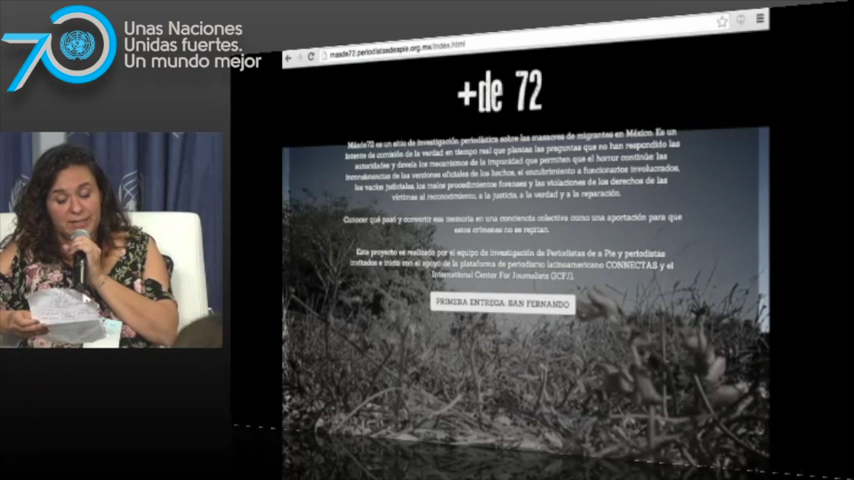 70
Unas Naciones
Unidas fuertes.
Un mundo mejor
masde72.periodistasdeapie.org.mx/index.html
+de 72
Másde72 es un sitio de investigación periodística sobre las masacres de migrantes en México. Es un
intento de comisión de la verdad en tiempo real que plantea las preguntas que no han respondido las
autoridades y devela los mecanismos de la impunidad que permiten que el horror continúe: las
inconsistencias de las versiones oficiales de los hechos, el encubrimiento a funcionarios involucrados,
los vacíos judiciales, los malos procedimientos forenses y las violaciones de los derechos de las
víctimas al reconocimiento, a la justicia, a la verdad y a la reparación.
Conocer qué pasó y convertir esa memoria en una conciencia colectiva como una aportación para que
estos crímenes no se repitan.
Este proyecto es realizado por el equipo de investigación de Periodistas de a Pie y periodistas
invitados e inicia con el apoyo de la plataforma de periodismo latinoamericano CONNECTAS y el
International Center For Journalists (ICFJ).
PRIMERA ENTREGA: SAN FERNANDO